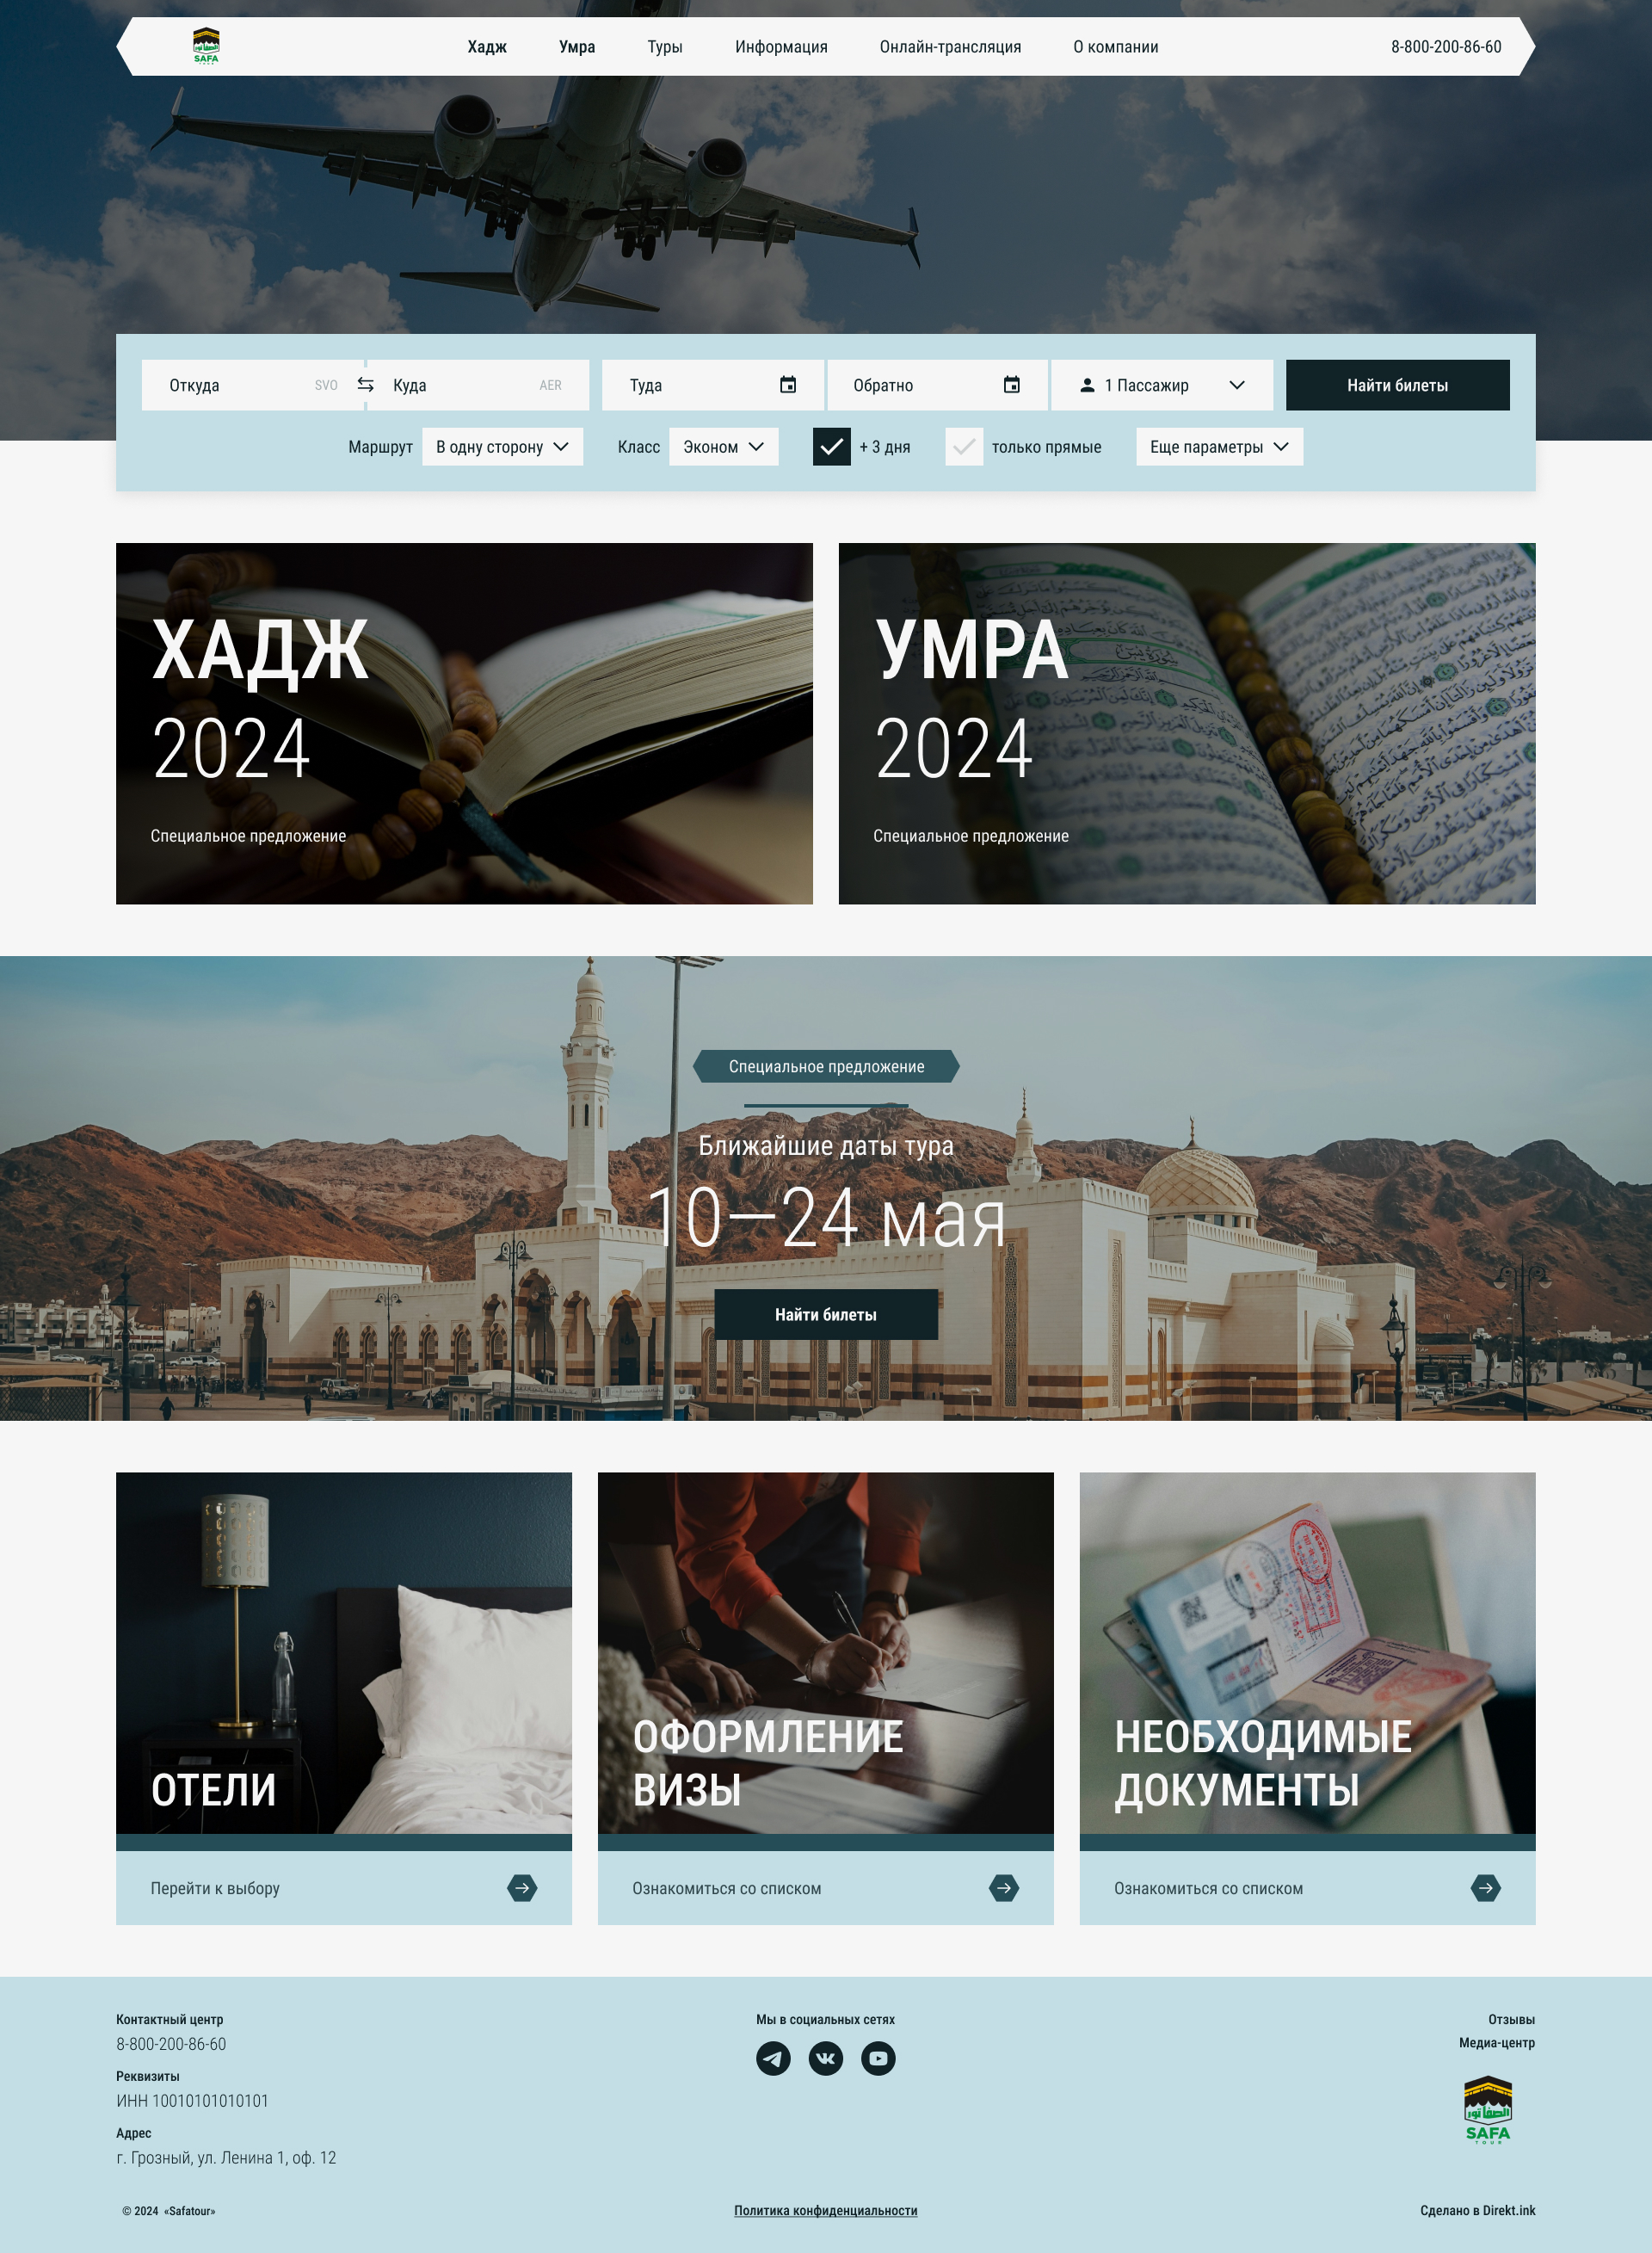 SAFA
TOUR
Хадж
Умра
Туры
Информация
Онлайн-трансляция
О компании
8-800-200-86-60
Откуда
SVO
Куда
AER
Туда
Обратно
1 Пассажир
Найти билеты
Маршрут
В одну сторону
Класс
Эконом
+ 3 дня
только прямые
Еще параметры
ХАДЖ
2024
Специальное предложение
УМРА
2024
Специальное предложение
Специальное предложение
Ближайшие даты тура
10—24 мая
Найти билеты
ОТЕЛИ
Перейти к выбору
ОФОРМЛЕНИЕ
ВИЗЫ
Ознакомиться со списком
НЕОБХОДИМЫЕ
ДОКУМЕНТЫ
Ознакомиться со списком
Контактный центр
8-800-200-86-60
Реквизиты
ИНН 10010101010101
Адрес
г. Грозный, ул. Ленина 1, оф. 12
Мы в социальных сетях
Отзывы
Медиа-центр
الصفا تور
SAFA
TOUR
© 2024 «Safatour»
Политика конфиденциальности
Сделано в Direkt.ink